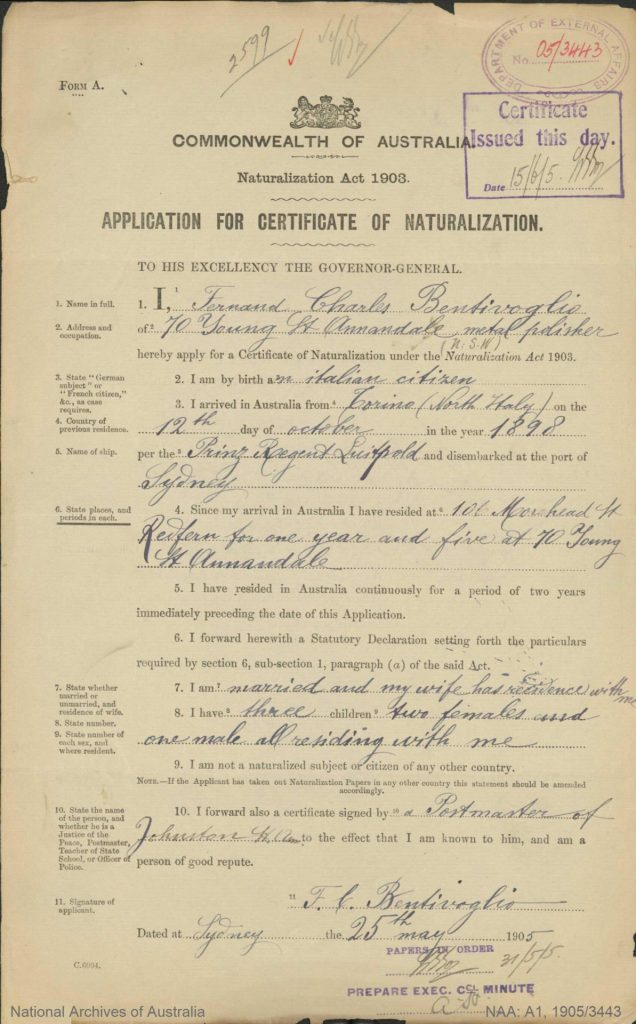 2599
DEPARTMENT OF EXTERNAL AFFAIRS
No. 05/3443
FORM A.
Certificate
Issued this day.
Date 15/6/5.
COMMONWEALTH OF AUSTRALIA.
Naturalization Act 1903.
APPLICATION FOR CERTIFICATE OF NATURALIZATION.
TO HIS EXCELLENCY THE GOVERNOR-GENERAL.
1. Name in full.
1. I, ¹ Fernand Charles Bentivoglio
2. Address and occupation.
of ² 70 Young St Annandale metal polisher
(N.S.W)
hereby apply for a Certificate of Naturalization under the Naturalization Act 1903.
3. State "German
subject" or
"French citizen,"
&c., as case
requires.
2. I am by birth a³n italian citizen
4. Country of
previous residence.
3. I arrived in Australia from ⁴ Torino (North Italy) on the
12th day of october in the year 1898
5. Name of ship.
per the ⁵ Prinz Regent Luitpold and disembarked at the port of
Sydney
6. State places, and
periods in each.
4. Since my arrival in Australia I have resided at ⁶ 101 Morehead St
Redfern for one year and five at 70 Young
St Annandale
5. I have resided in Australia continuously for a period of two years
immediately preceding the date of this Application.
6. I forward herewith a Statutory Declaration setting forth the particulars
required by section 6, sub-section 1, paragraph (a) of the said Act.
7. State whether
married or
unmarried, and
residence of wife.
7. I am ⁷ married and my wife has recidence with me
8. State number.
8. I have ⁸ three children ⁹ two females and
9. State number of
each sex, and
where resident.
one male all residing with me
9. I am not a naturalized subject or citizen of any other country.
NOTE.—If the Applicant has taken out Naturalization Papers in any other country this statement should be amended
accordingly.
10. State the name
of the person, and
whether he is a
Justice of the
Peace, Postmaster,
Teacher of State
School, or Officer of
Police.
10. I forward also a certificate signed by ¹⁰ a Postmaster of
Johnston St An to the effect that I am known to him, and am a
person of good repute.
11. Signature of
applicant.
¹¹ F. C. Bentivoglio
Dated at Sydney the 25th may 1905
PAPERS IN ORDER
31/5/5
C.6994.
PREPARE EXEC. CCL MINUTE
National Archives of Australia
NAA: A1, 1905/3443